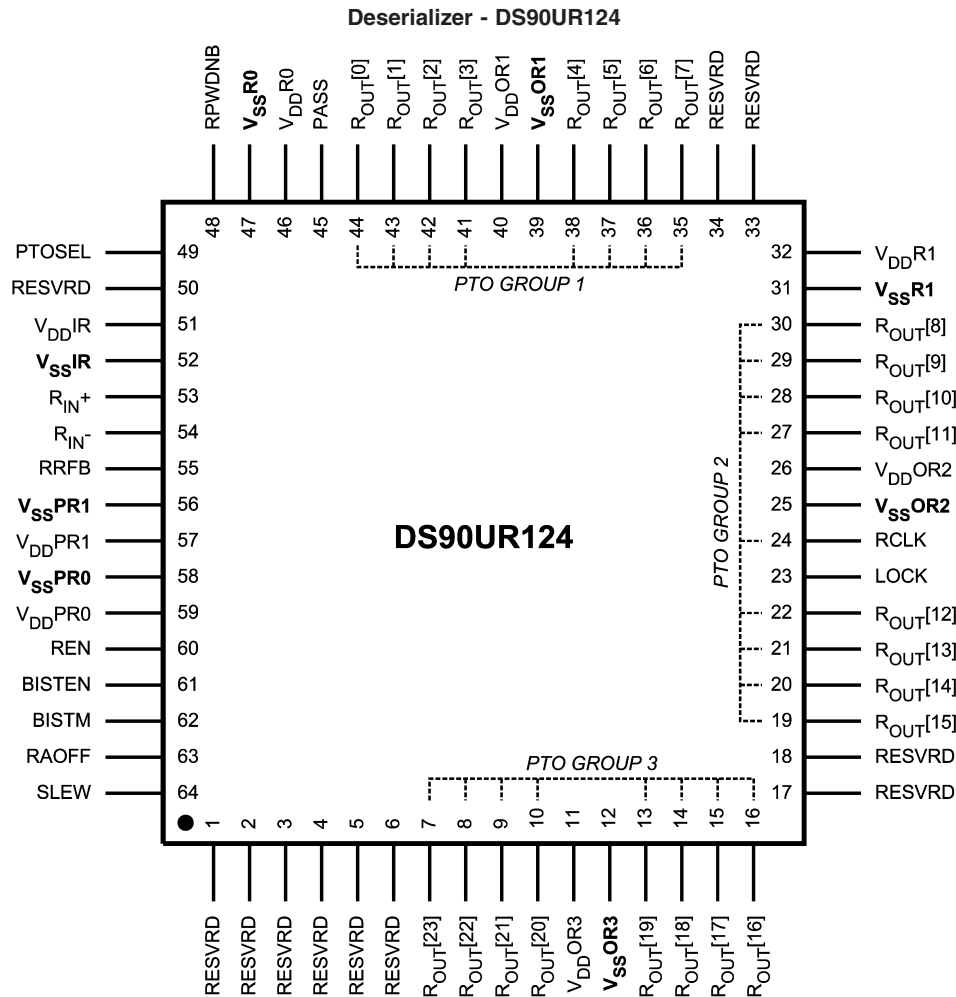 Deserializer - DS90UR124
RPWDNB
VSSR0
VDDR0
PASS
ROUT[0]
ROUT[1]
ROUT[2]
ROUT[3]
VDDOR1
VSSOR1
ROUT[4]
ROUT[5]
ROUT[6]
ROUT[7]
RESVRD
RESVRD
48 47 46 45 44 43 42 41 40 39 38 37 36 35 34 33
PTO GROUP 1
PTOSEL 49
RESVRD 50
VDDIR 51
VSSIR 52
RIN+ 53
RIN- 54
RRFB 55
VSSPR1 56
VDDPR1 57
VSSPR0 58
VDDPR0 59
REN 60
BISTEN 61
BISTM 62
RAOFF 63
SLEW 64
DS90UR124
PTO GROUP 2
32 VDDR1
31 VSSR1
30 ROUT[8]
29 ROUT[9]
28 ROUT[10]
27 ROUT[11]
26 VDDOR2
25 VSSOR2
24 RCLK
23 LOCK
22 ROUT[12]
21 ROUT[13]
20 ROUT[14]
19 ROUT[15]
18 RESVRD
17 RESVRD
PTO GROUP 3
1 2 3 4 5 6 7 8 9 10 11 12 13 14 15 16
RESVRD
RESVRD
RESVRD
RESVRD
RESVRD
RESVRD
ROUT[23]
ROUT[22]
ROUT[21]
ROUT[20]
VDDOR3
VSSOR3
ROUT[19]
ROUT[18]
ROUT[17]
ROUT[16]